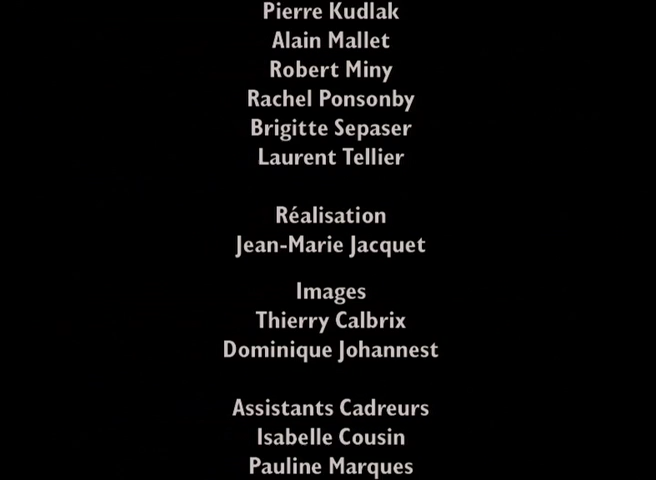 Pierre Kudlak
Alain Mallet
Robert Miny
Rachel Ponsonby
Brigitte Sepaser
Laurent Tellier
Réalisation
Jean-Marie Jacquet
Images
Thierry Calbrix
Dominique Johannest
Assistants Cadreurs
Isabelle Cousin
Pauline Marques